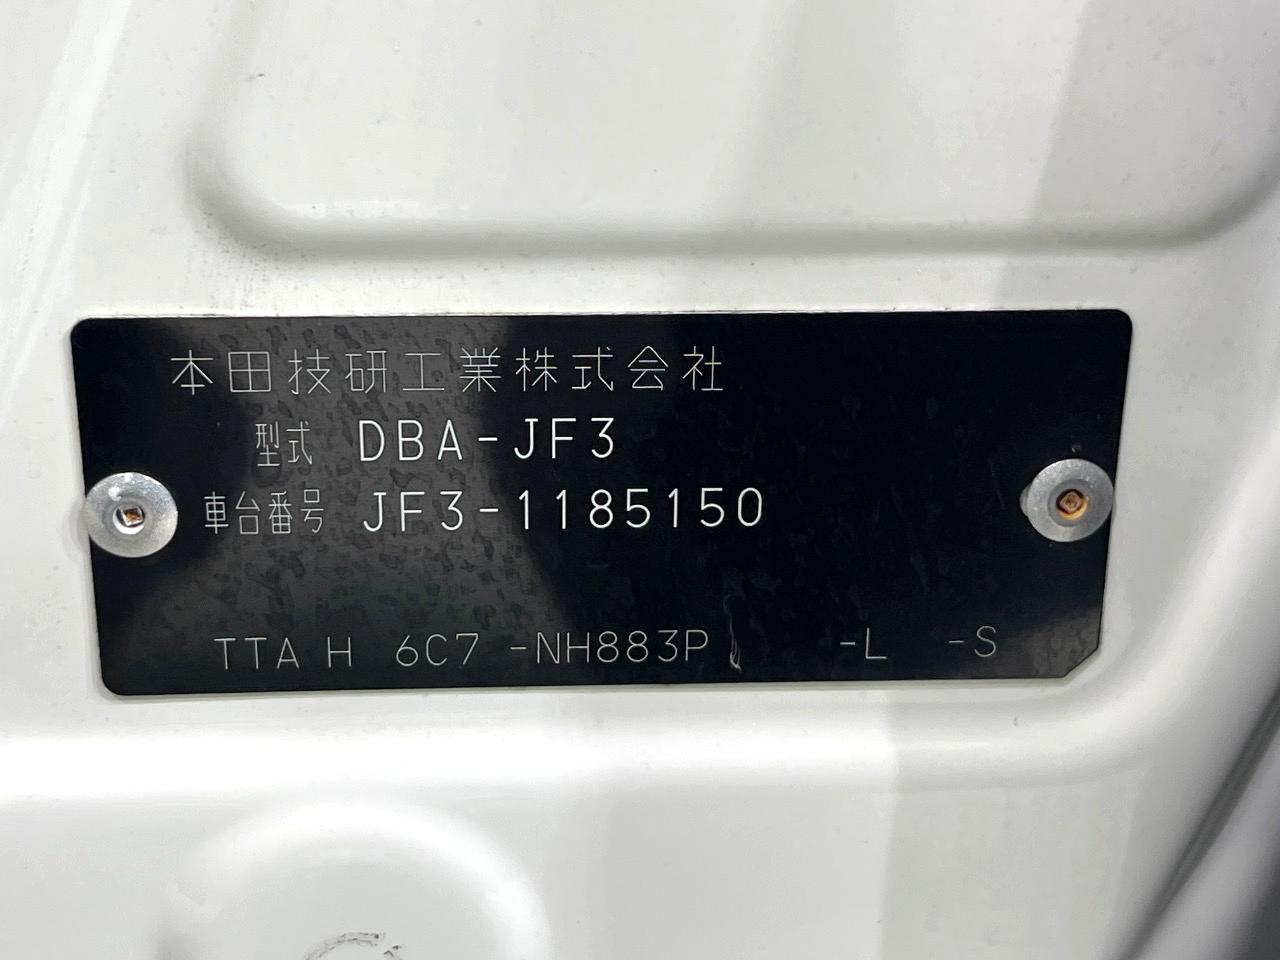 本田技研工業株式会社
型式 DBA-JF3
車台番号 JF3-1185150
TTA H 6C7 -NH883P -L -S